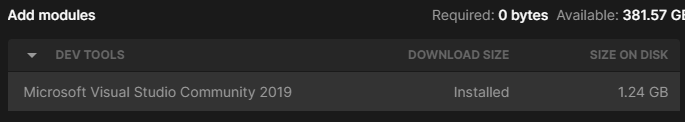 Add modules Required: 0 bytes Available: 381.57 GB
DEV TOOLS DOWNLOAD SIZE SIZE ON DISK
Microsoft Visual Studio Community 2019 Installed 1.24 GB